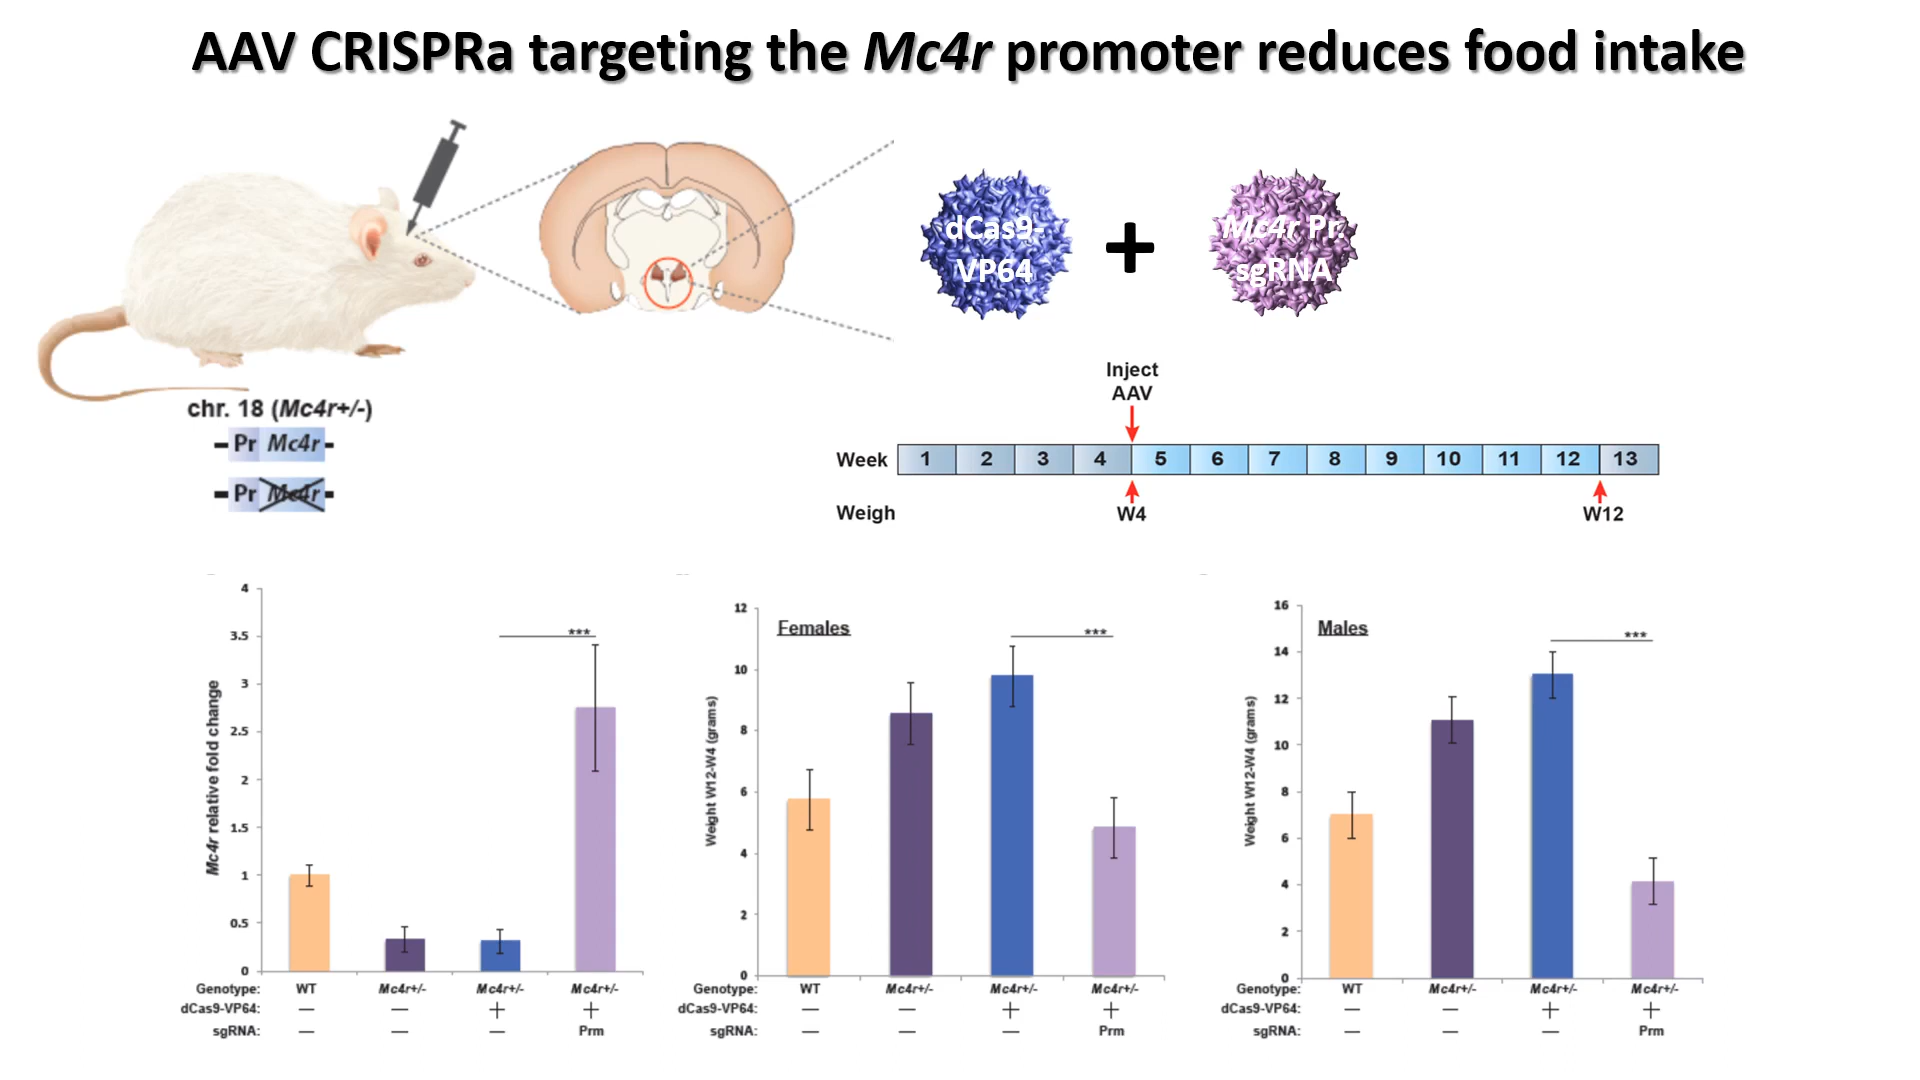 AAV CRISPRa targeting the Mc4r promoter reduces food intake
dCas9-
VP64
+
Mc4r Pr.
sgRNA
chr. 18 (Mc4r+/-)
Pr Mc4r
Pr Mc4r
Inject
AAV
Week 1 2 3 4 5 6 7 8 9 10 11 12 13
Weigh W4 W12
Mc4r relative fold change
4
3.5
3
2.5
2
1.5
1
0.5
0
***
Genotype: WT Mc4r+/- Mc4r+/- Mc4r+/-
dCas9-VP64: — — + +
sgRNA: — — — Prm
Females
Weight W12-W4 (grams)
12
10
8
6
4
2
0
***
Genotype: WT Mc4r+/- Mc4r+/- Mc4r+/-
dCas9-VP64: — — + +
sgRNA: — — — Prm
Males
Weight W12-W4 (grams)
16
14
12
10
8
6
4
2
0
***
Genotype: WT Mc4r+/- Mc4r+/- Mc4r+/-
dCas9-VP64: — — + +
sgRNA: — — — Prm